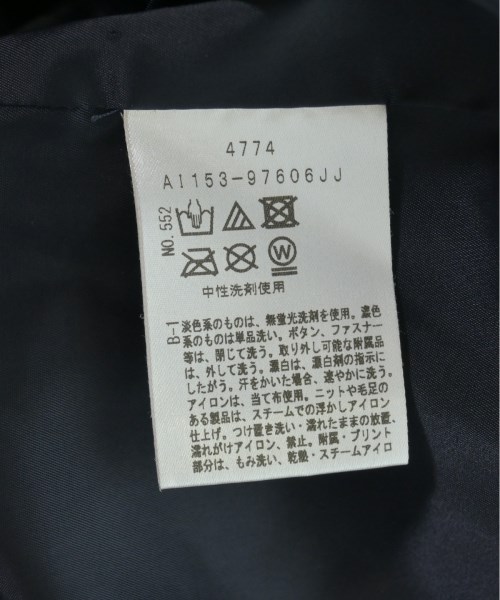 4774
AI153-97606JJ
NO.552
W
中性洗剤使用
B-1
淡色系のものは、無蛍光洗剤を使用。濃色
系のものは単品洗い。ボタン、ファスナー
等は、閉じて洗う。取り外し可能な附属品
は、外して洗う。漂白は、漂白剤の指示に
したがう。汗をかいた場合、速やかに洗う。
アイロンは、当て布使用。ニットや毛足の
ある製品は、スチームでの浮かしアイロン
仕上げ。つけ置き洗い・濡れたままの放置、
濡れがけアイロン、禁止。附属・プリント
部分は、もみ洗い、乾熱・スチームアイロ